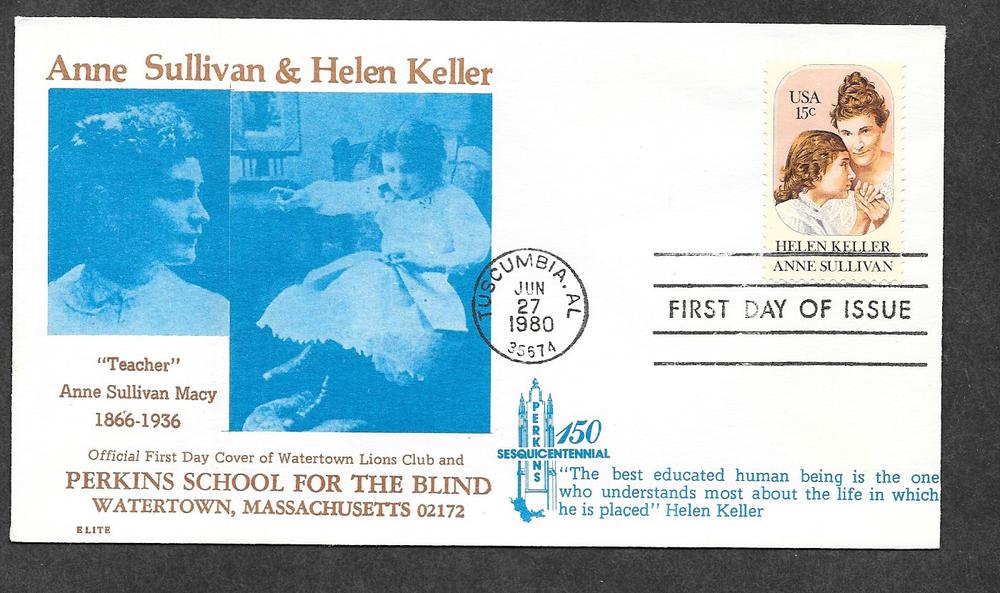 Anne Sullivan & Helen Keller
USA
15c
HELEN KELLER
ANNE SULLIVAN
FIRST DAY OF ISSUE
TUSCUMBIA, AL
JUN
27
1980
35674
"Teacher"
Anne Sullivan Macy
1866-1936
Official First Day Cover of Watertown Lions Club and
PERKINS SCHOOL FOR THE BLIND
WATERTOWN, MASSACHUSETTS 02172
ELITE
PERKINS
150
SESQUICENTENNIAL
"The best educated human being is the one
who understands most about the life in which
he is placed" Helen Keller